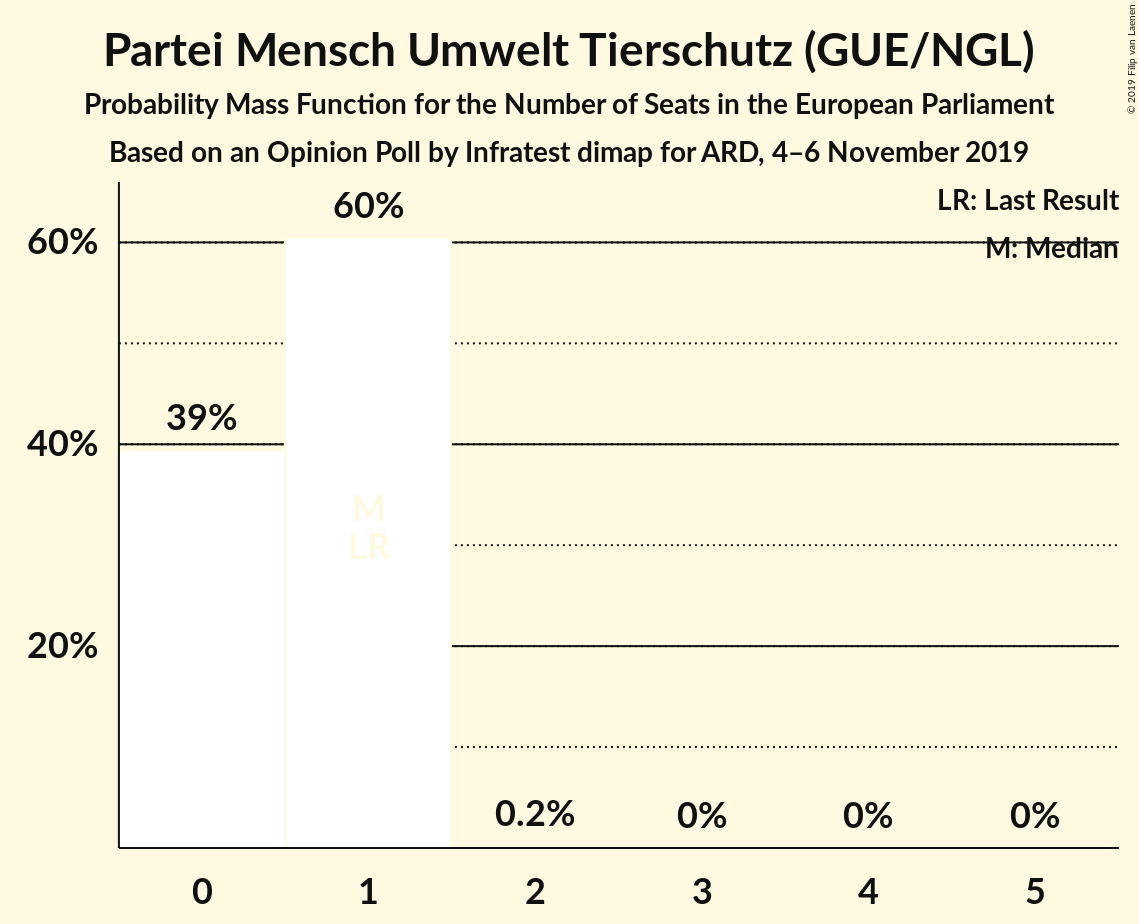 Partei Mensch Umwelt Tierschutz (GUE/NGL)
Probability Mass Function for the Number of Seats in the European Parliament
Based on an Opinion Poll by Infratest dimap for ARD, 4–6 November 2019
© 2019 Filip van Laenen
LR: Last Result
M: Median
60%
40%
20%
39%
60%
M
LR
0.2%
0%
0%
0%
0
1
2
3
4
5